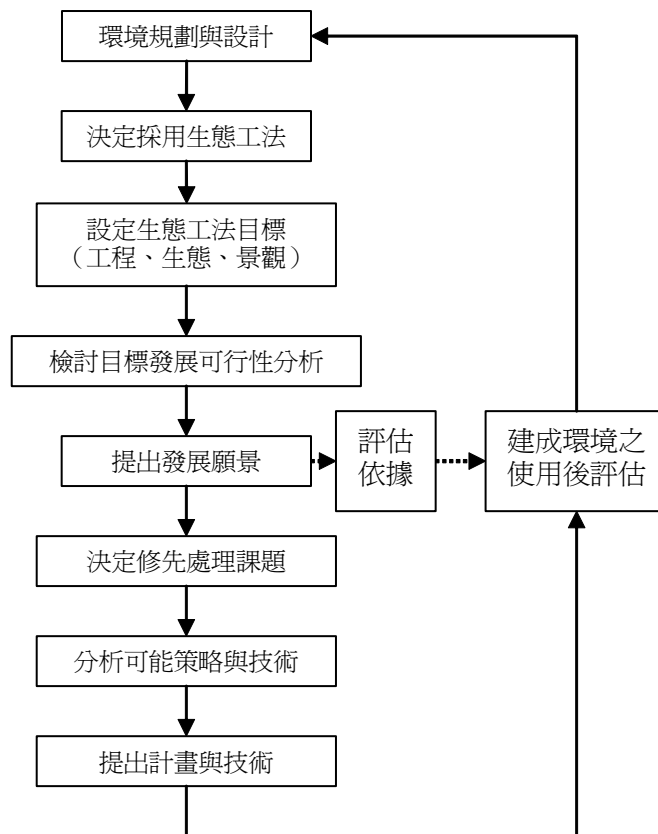 環境規劃與設計
決定採用生態工法
設定生態工法目標
（工程、生態、景觀）
檢討目標發展可行性分析
提出發展願景
評估
依據
建成環境之
使用後評估
決定修先處理課題
分析可能策略與技術
提出計畫與技術